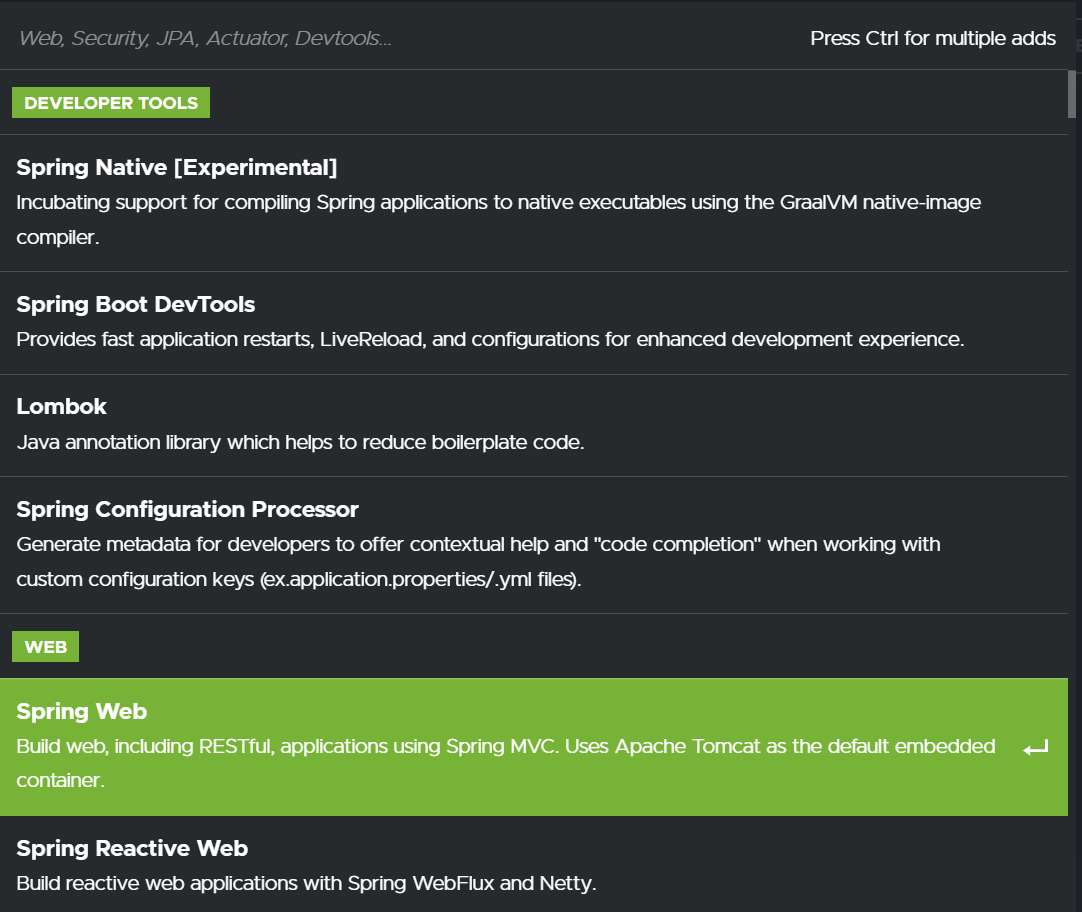 Web, Security, JPA, Actuator, Devtools...
Press Ctrl for multiple adds
DEVELOPER TOOLS
Spring Native [Experimental]
Incubating support for compiling Spring applications to native executables using the GraalVM native-image
compiler.
Spring Boot DevTools
Provides fast application restarts, LiveReload, and configurations for enhanced development experience.
Lombok
Java annotation library which helps to reduce boilerplate code.
Spring Configuration Processor
Generate metadata for developers to offer contextual help and "code completion" when working with
custom configuration keys (ex.application.properties/.yml files).
WEB
Spring Web
Build web, including RESTful, applications using Spring MVC. Uses Apache Tomcat as the default embedded
container.
Spring Reactive Web
Build reactive web applications with Spring WebFlux and Netty.